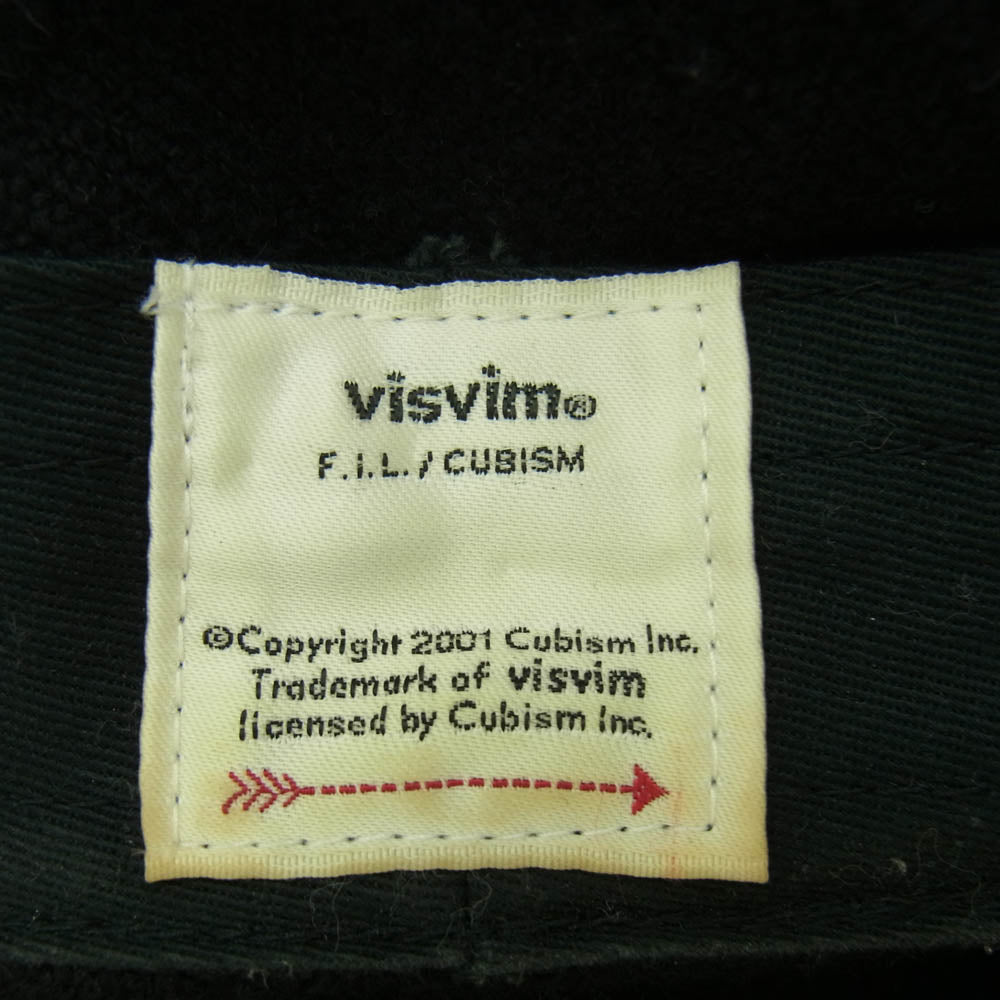 visvim®
F.I.L. / CUBISM
©Copyright 2001 Cubism Inc.
Trademark of visvim
licensed by Cubism Inc.